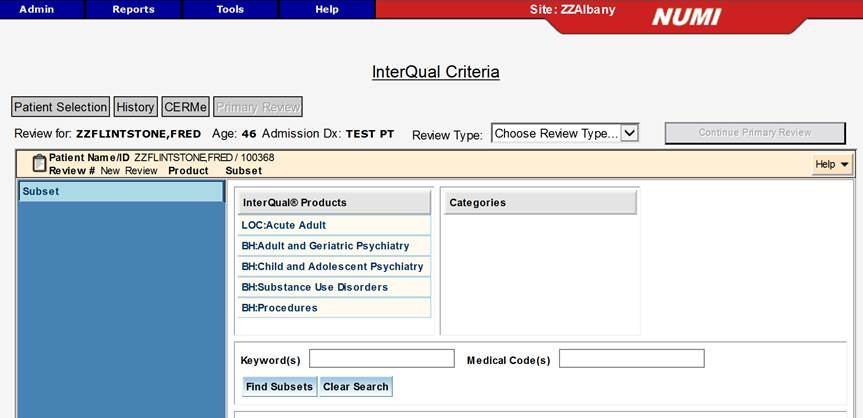 Admin Reports Tools Help Site: ZZAlbany NUMI
InterQual Criteria
Patient Selection History CERMe Primary Review
Review for: ZZFLINTSTONE,FRED Age: 46 Admission Dx: TEST PT Review Type: Choose Review Type... Continue Primary Review
Patient Name/ID ZZFLINTSTONE,FRED / 100368
Review # New Review Product Subset
Help
Subset
InterQual® Products
LOC:Acute Adult
BH:Adult and Geriatric Psychiatry
BH:Child and Adolescent Psychiatry
BH:Substance Use Disorders
BH:Procedures
Categories
Keyword(s) Medical Code(s)
Find Subsets Clear Search